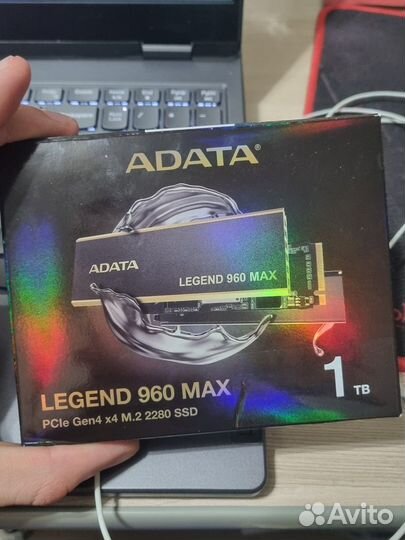 ADATA®
ADATA
LEGEND 960 MAX
LEGEND 960 MAX
PCIe Gen4 x4 M.2 2280 SSD
1 TB
Avito